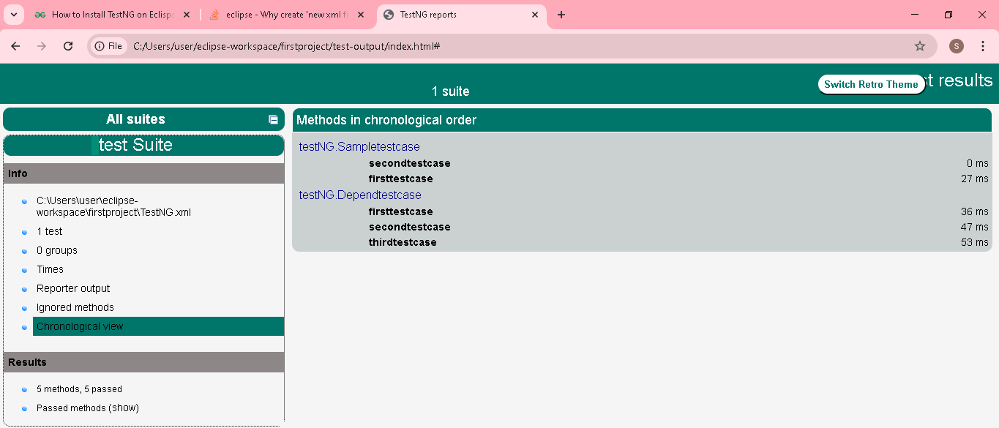 How to Install TestNG on Eclisp
eclipse - Why create 'new xml fi
TestNG reports
File
C:/Users/user/eclipse-workspace/firstproject/test-output/index.html#
S
t results
Switch Retro Theme
1 suite
All suites
test Suite
Info
C:\Users\user\eclipse-
workspace\firstproject\TestNG.xml
1 test
0 groups
Times
Reporter output
Ignored methods
Chronological view
Results
5 methods, 5 passed
Passed methods (show)
Methods in chronological order
testNG.Sampletestcase
secondtestcase 0 ms
firsttestcase 27 ms
testNG.Dependtestcase
firsttestcase 36 ms
secondtestcase 47 ms
thirdtestcase 53 ms